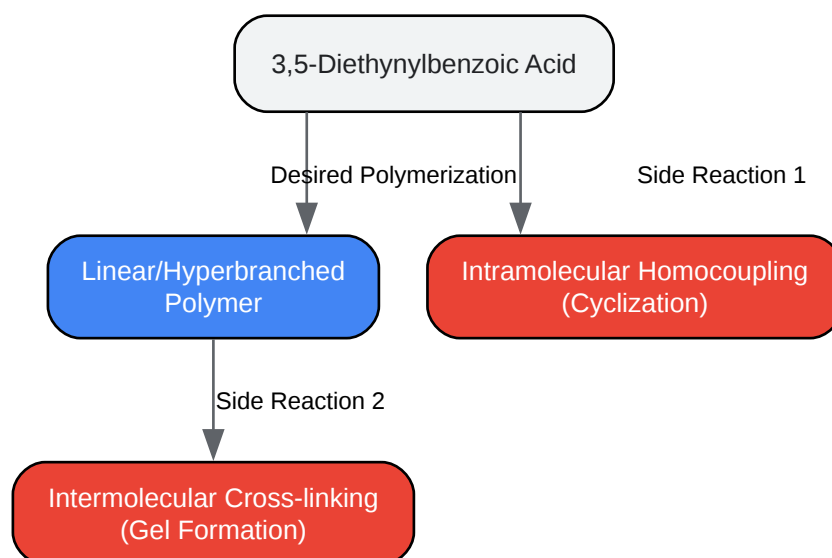 3,5-Diethynylbenzoic Acid
Desired Polymerization
Side Reaction 1
Linear/Hyperbranched
Polymer
Intramolecular Homocoupling
(Cyclization)
Side Reaction 2
Intermolecular Cross-linking
(Gel Formation)